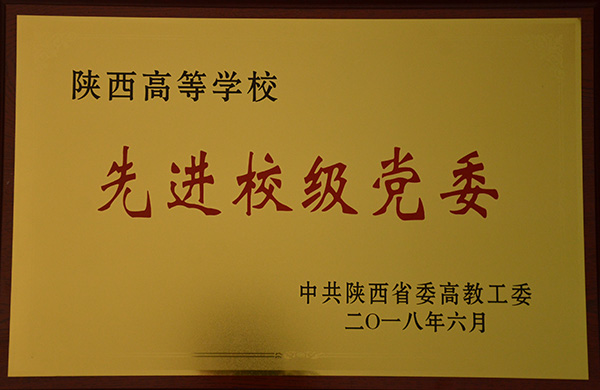 陕西高等学校
先进校级党委
中共陕西省委高教工委
二〇一八年六月